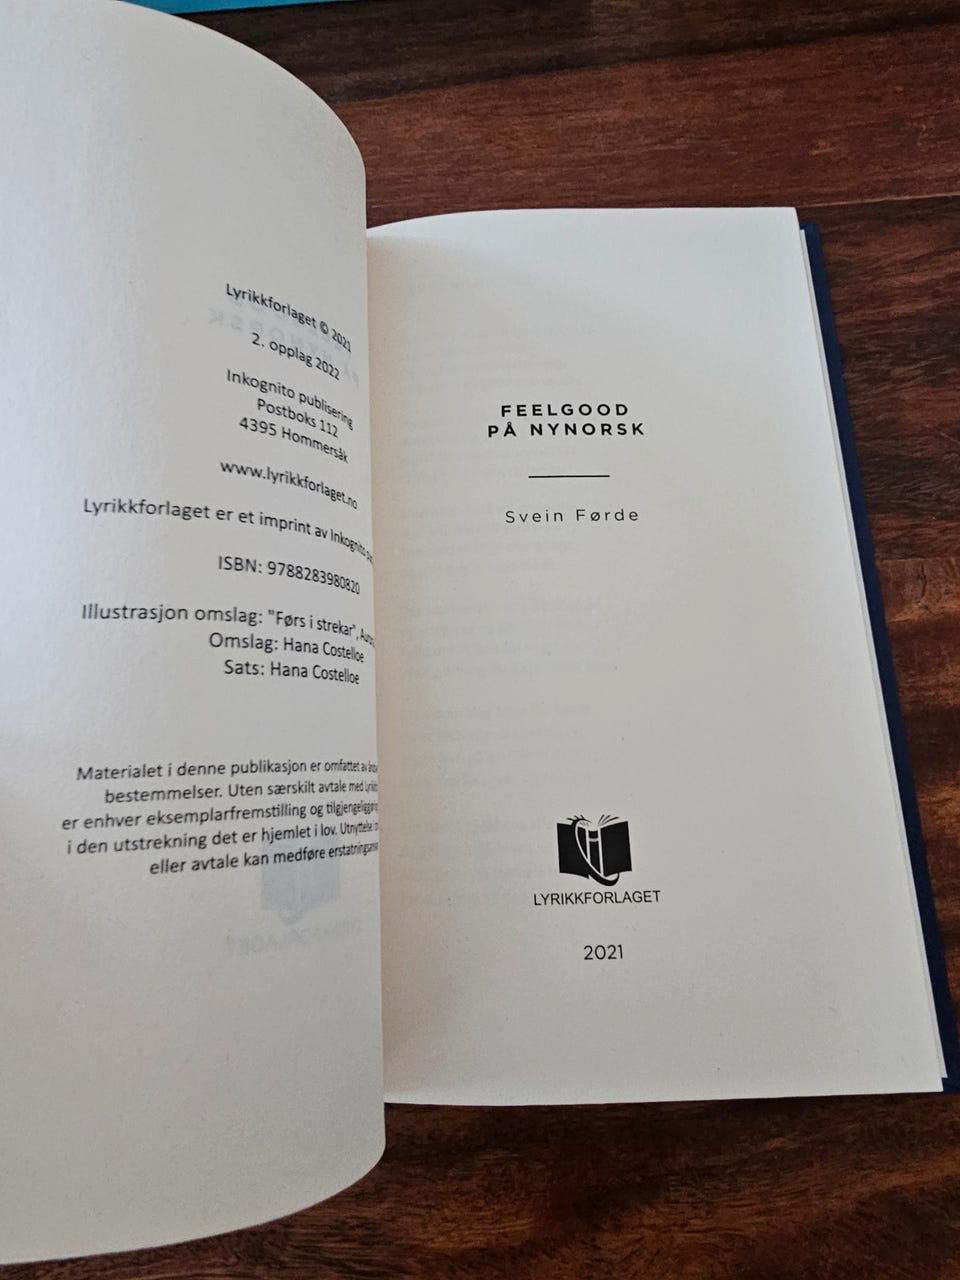 Lyrikkforlaget © 2021
2. opplag 2022
Inkognito publisering
Postboks 112
4395 Hommersåk
www.lyrikkforlaget.no
Lyrikkforlaget er et imprint av Inkognito
ISBN: 9788283980820
Illustrasjon omslag: "Førs i strekar",
Omslag: Hana Costelloe
Sats: Hana Costelloe
Materialet i denne publikasjon er omfattet av
bestemmelser. Uten særskilt avtale med
er enhver eksemplarfremstilling og
i den utstrekning det er hjemlet i lov. Utnyttelse
eller avtale kan medføre
FEELGOOD
PÅ NYNORSK
Svein Førde
LYRIKKFORLAGET
2021